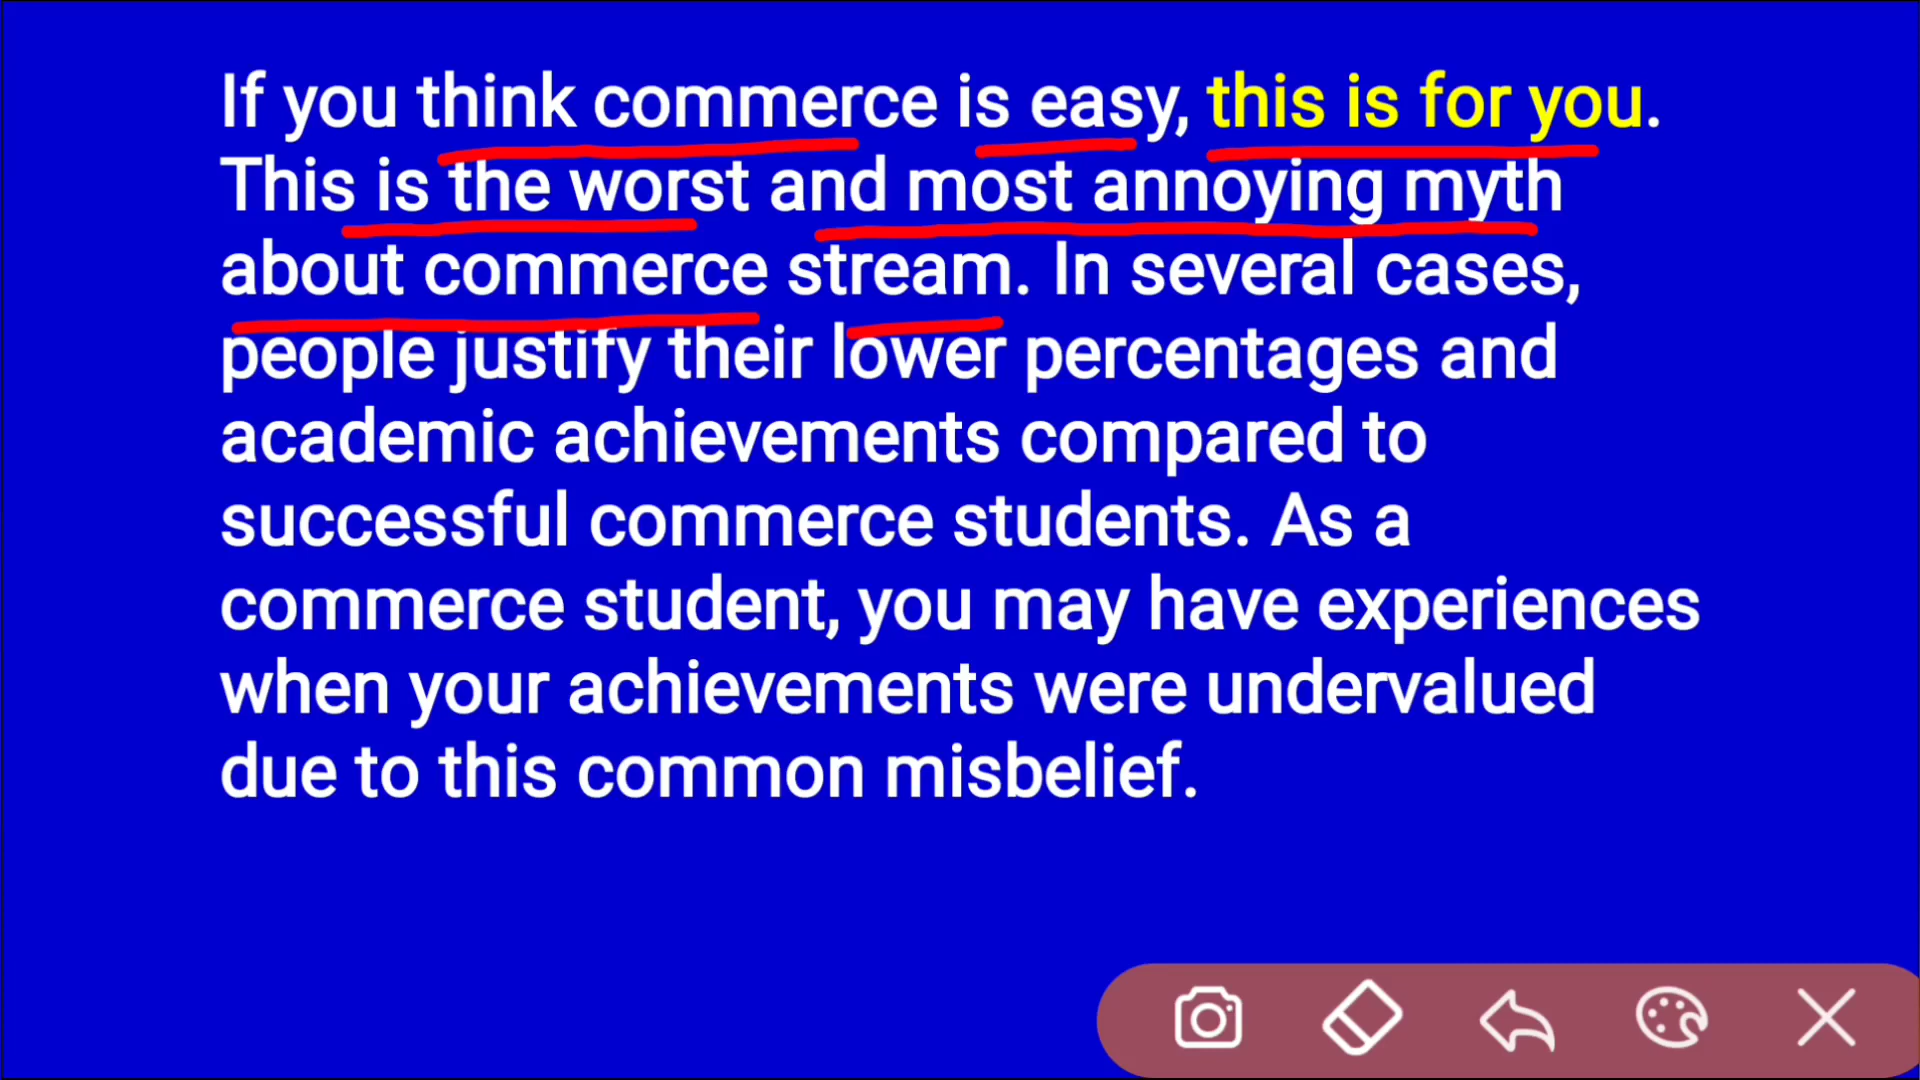 If you think commerce is easy, this is for you.
This is the worst and most annoying myth
about commerce stream. In several cases,
people justify their lower percentages and
academic achievements compared to
successful commerce students. As a
commerce student, you may have experiences
when your achievements were undervalued
due to this common misbelief.